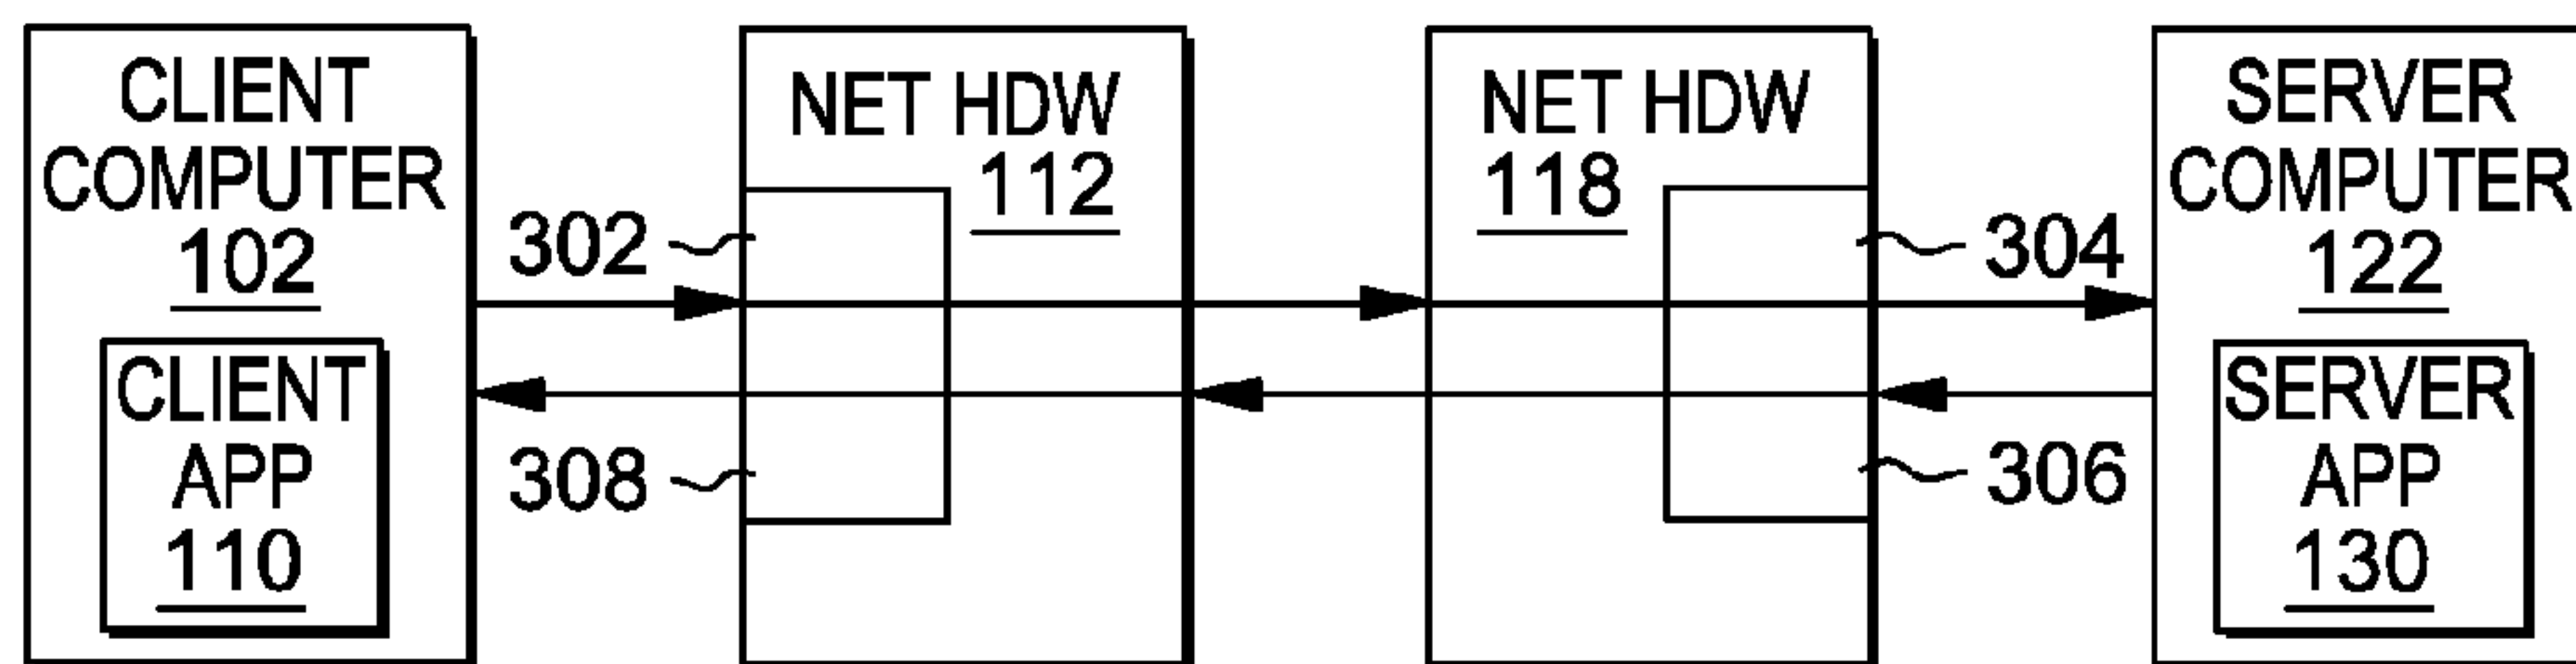 CLIENT
COMPUTER
102
CLIENT
APP
110
302
308
NET HDW
112
NET HDW
118
304
306
SERVER
COMPUTER
122
SERVER
APP
130